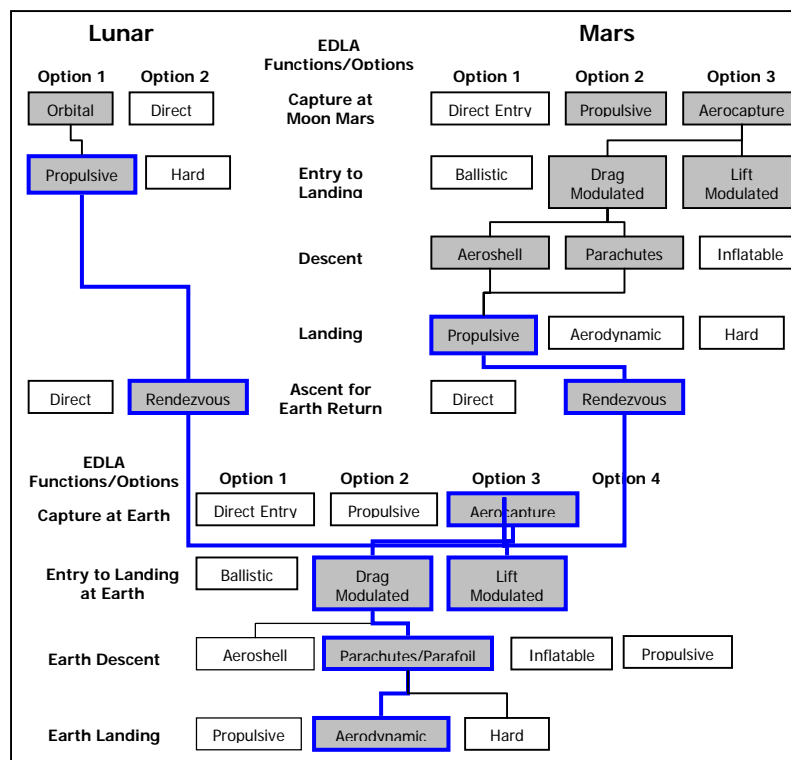 Lunar
Mars
EDLA
Functions/Options
Option 1
Option 2
Option 1
Option 2
Option 3
Orbital
Direct
Capture at
Moon Mars
Direct Entry
Propulsive
Aerocapture
Propulsive
Hard
Entry to
Landing
Ballistic
Drag
Modulated
Lift
Modulated
Descent
Aeroshell
Parachutes
Inflatable
Landing
Propulsive
Aerodynamic
Hard
Direct
Rendezvous
Ascent for
Earth Return
Direct
Rendezvous
EDLA
Functions/Options
Option 1
Option 2
Option 3
Option 4
Capture at Earth
Direct Entry
Propulsive
Aerocapture
Entry to Landing
at Earth
Ballistic
Drag
Modulated
Lift
Modulated
Earth Descent
Aeroshell
Parachutes/Parafoil
Inflatable
Propulsive
Earth Landing
Propulsive
Aerodynamic
Hard